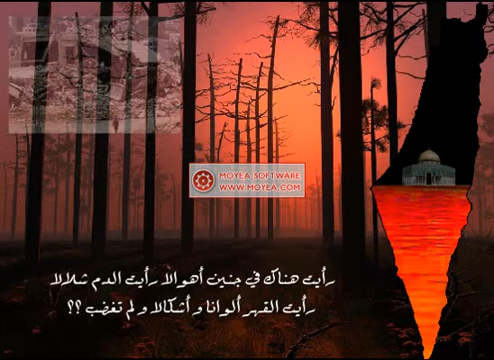 MOYEA SOFTWARE
WWW.MOYEA.COM
رأيت هناك في جنين أهوالا رأيت الدم شلالا
رأيت القهر ألوانا و أشكالا و لم تغضب ؟؟